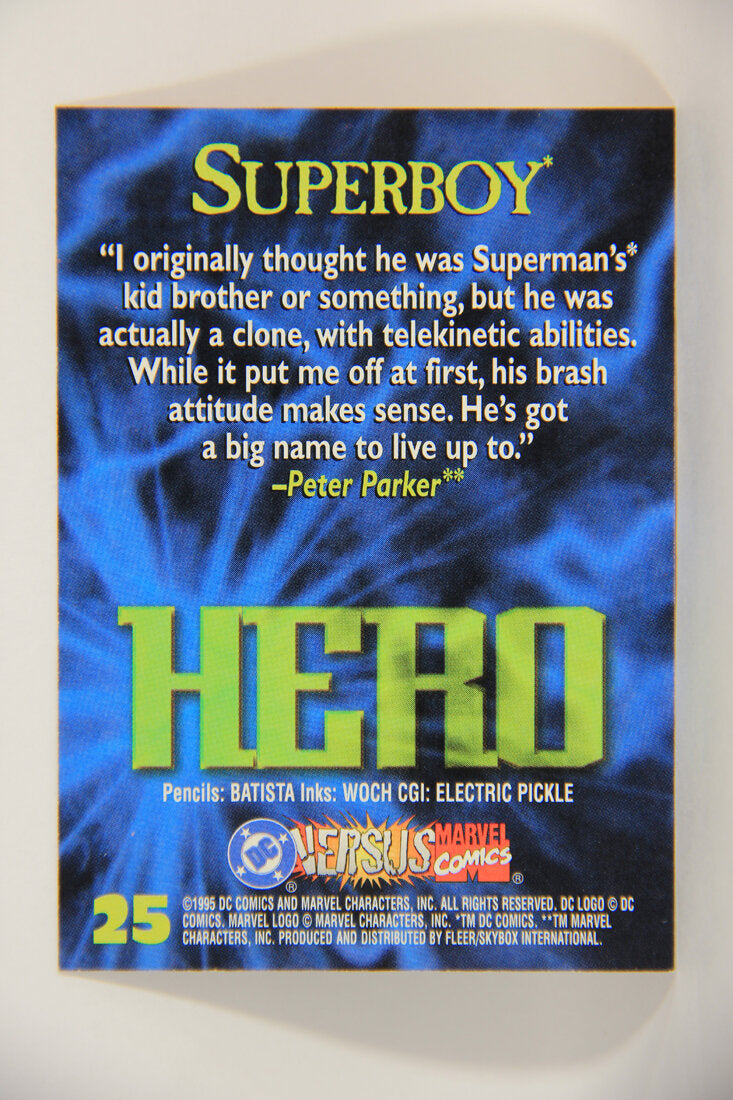 SUPERBOY*
“I originally thought he was Superman’s*
kid brother or something, but he was
actually a clone, with telekinetic abilities.
While it put me off at first, his brash
attitude makes sense. He’s got
a big name to live up to.”
–Peter Parker**
HERO
Pencils: BATISTA Inks: WOCH CGI: ELECTRIC PICKLE
DC VERSUS MARVEL
COMICS
® ®
25
©1995 DC COMICS AND MARVEL CHARACTERS, INC. ALL RIGHTS RESERVED. DC LOGO © DC
COMICS. MARVEL LOGO © MARVEL CHARACTERS, INC. *TM DC COMICS. **TM MARVEL
CHARACTERS, INC. PRODUCED AND DISTRIBUTED BY FLEER/SKYBOX INTERNATIONAL.